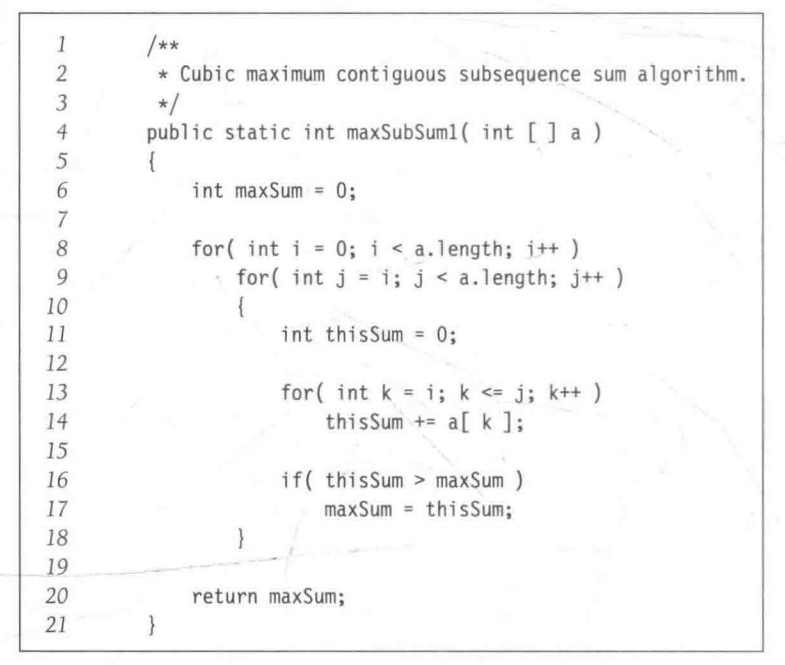 1 /**
2 * Cubic maximum contiguous subsequence sum algorithm.
3 */
4 public static int maxSubSum1( int [ ] a )
5 {
6 int maxSum = 0;
7
8 for( int i = 0; i < a.length; i++ )
9 for( int j = i; j < a.length; j++ )
10 {
11 int thisSum = 0;
12
13 for( int k = i; k <= j; k++ )
14 thisSum += a[ k ];
15
16 if( thisSum > maxSum )
17 maxSum = thisSum;
18 }
19
20 return maxSum;
21 }